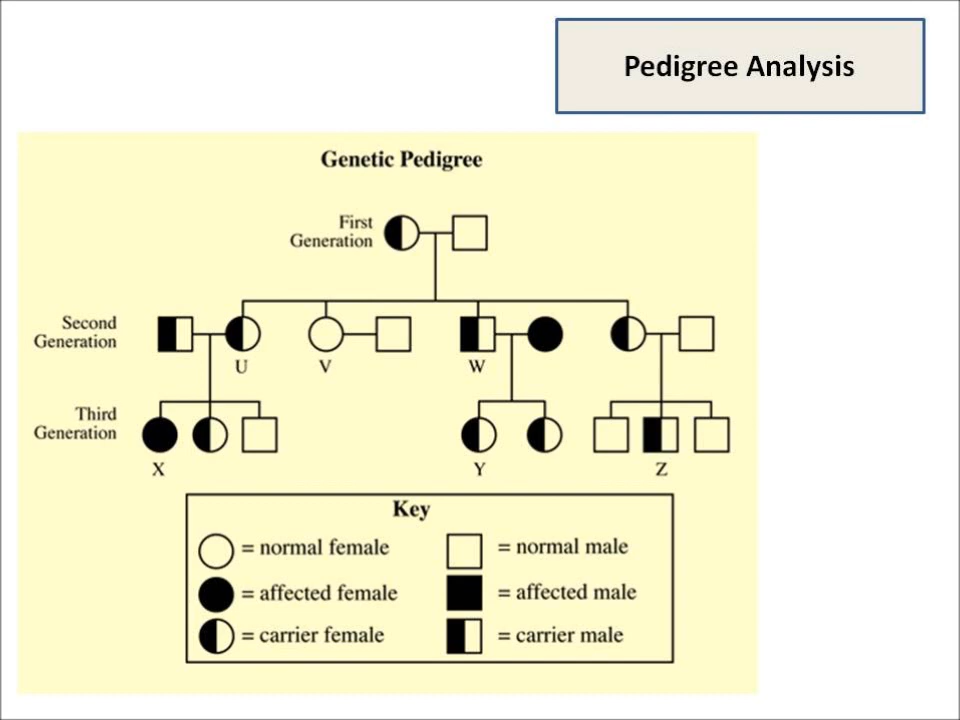 Pedigree Analysis
Genetic Pedigree
First
Generation
Second
Generation
U
V
W
Third
Generation
X
Y
Z
Key
= normal female
= normal male
= affected female
= affected male
= carrier female
= carrier male